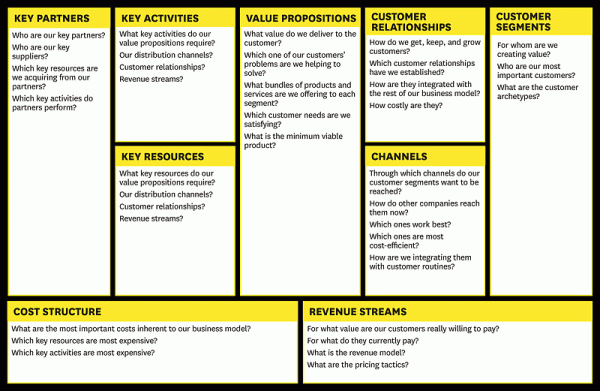 KEY PARTNERS
Who are our key partners?
Who are our key
suppliers?
Which key resources are
we acquiring from our
partners?
Which key activities do
partners perform?
KEY ACTIVITIES
What key activities do our
value propositions require?
Our distribution channels?
Customer relationships?
Revenue streams?
KEY RESOURCES
What key resources do our
value propositions require?
Our distribution channels?
Customer relationships?
Revenue streams?
VALUE PROPOSITIONS
What value do we deliver to the
customer?
Which one of our customers'
problems are we helping to
solve?
What bundles of products and
services are we offering to each
segment?
Which customer needs are we
satisfying?
What is the minimum viable
product?
CUSTOMER
RELATIONSHIPS
How do we get, keep, and grow
customers?
Which customer relationships
have we established?
How are they integrated with
the rest of our business model?
How costly are they?
CHANNELS
Through which channels do our
customer segments want to be
reached?
How do other companies reach
them now?
Which ones work best?
Which ones are most
cost-efficient?
How are we integrating them
with customer routines?
CUSTOMER
SEGMENTS
For whom are we
creating value?
Who are our most
important customers?
What are the customer
archetypes?
COST STRUCTURE
What are the most important costs inherent to our business model?
Which key resources are most expensive?
Which key activities are most expensive?
REVENUE STREAMS
For what value are our customers really willing to pay?
For what do they currently pay?
What is the revenue model?
What are the pricing tactics?